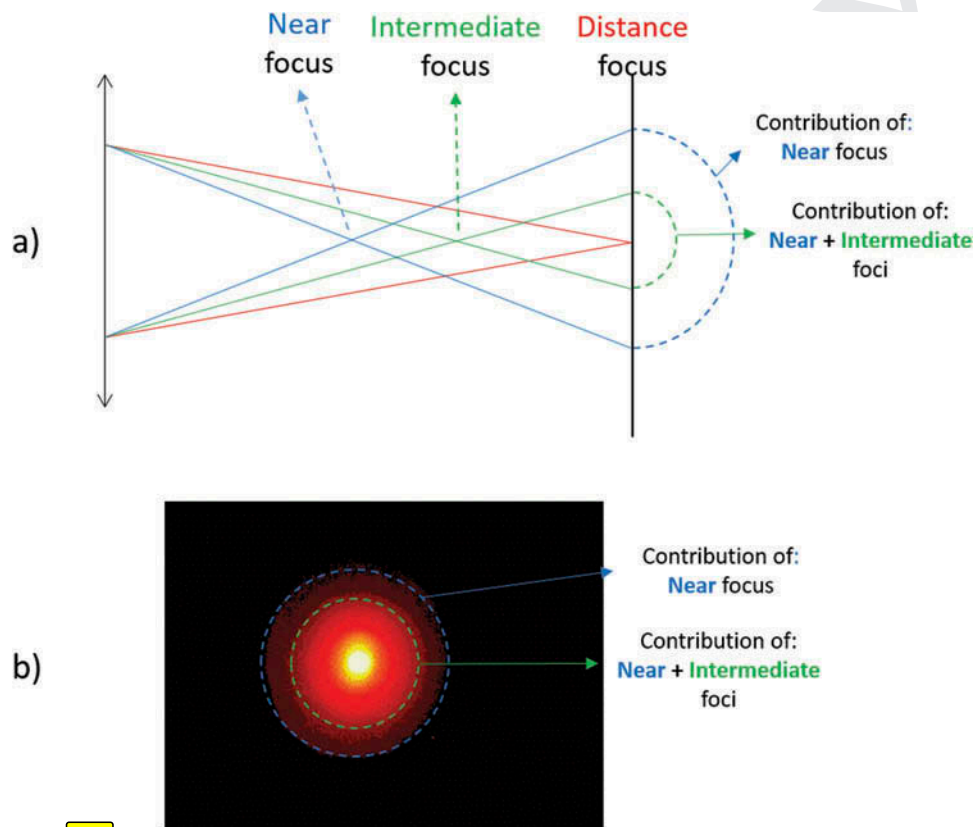 Near
focus
Intermediate
focus
Distance
focus
a)
Contribution of:
Near focus
Contribution of:
Near + Intermediate
foci
b)
Contribution of:
Near focus
Contribution of:
Near + Intermediate
foci